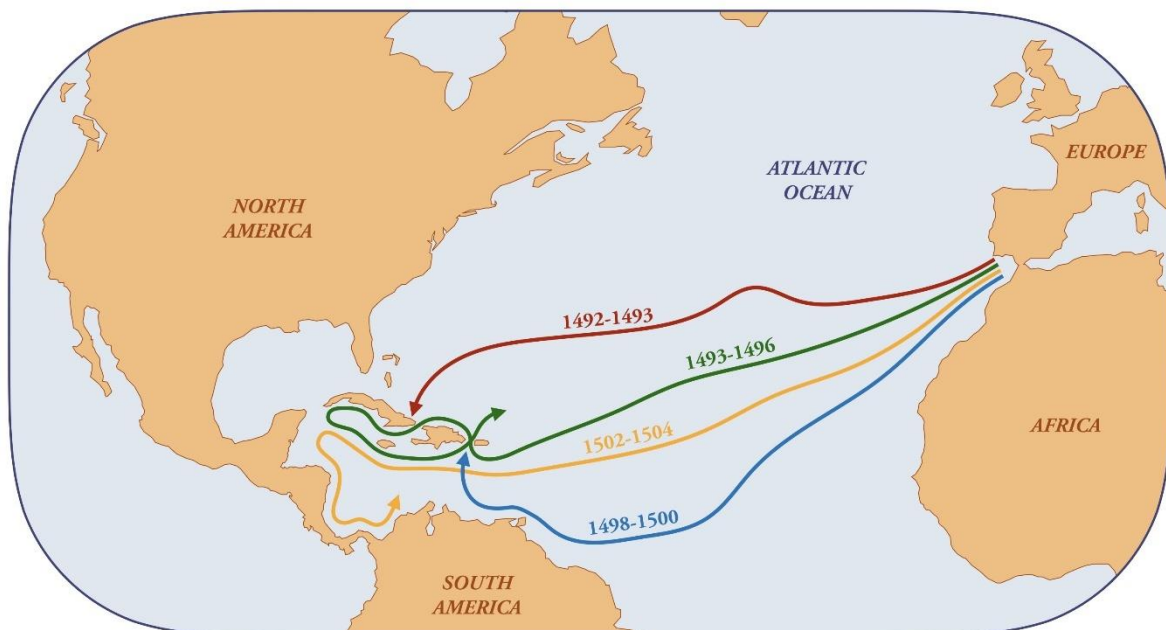 ATLANTIC
OCEAN
EUROPE
NORTH
AMERICA
1492-1493
1493-1496
AFRICA
1502-1504
1498-1500
SOUTH
AMERICA